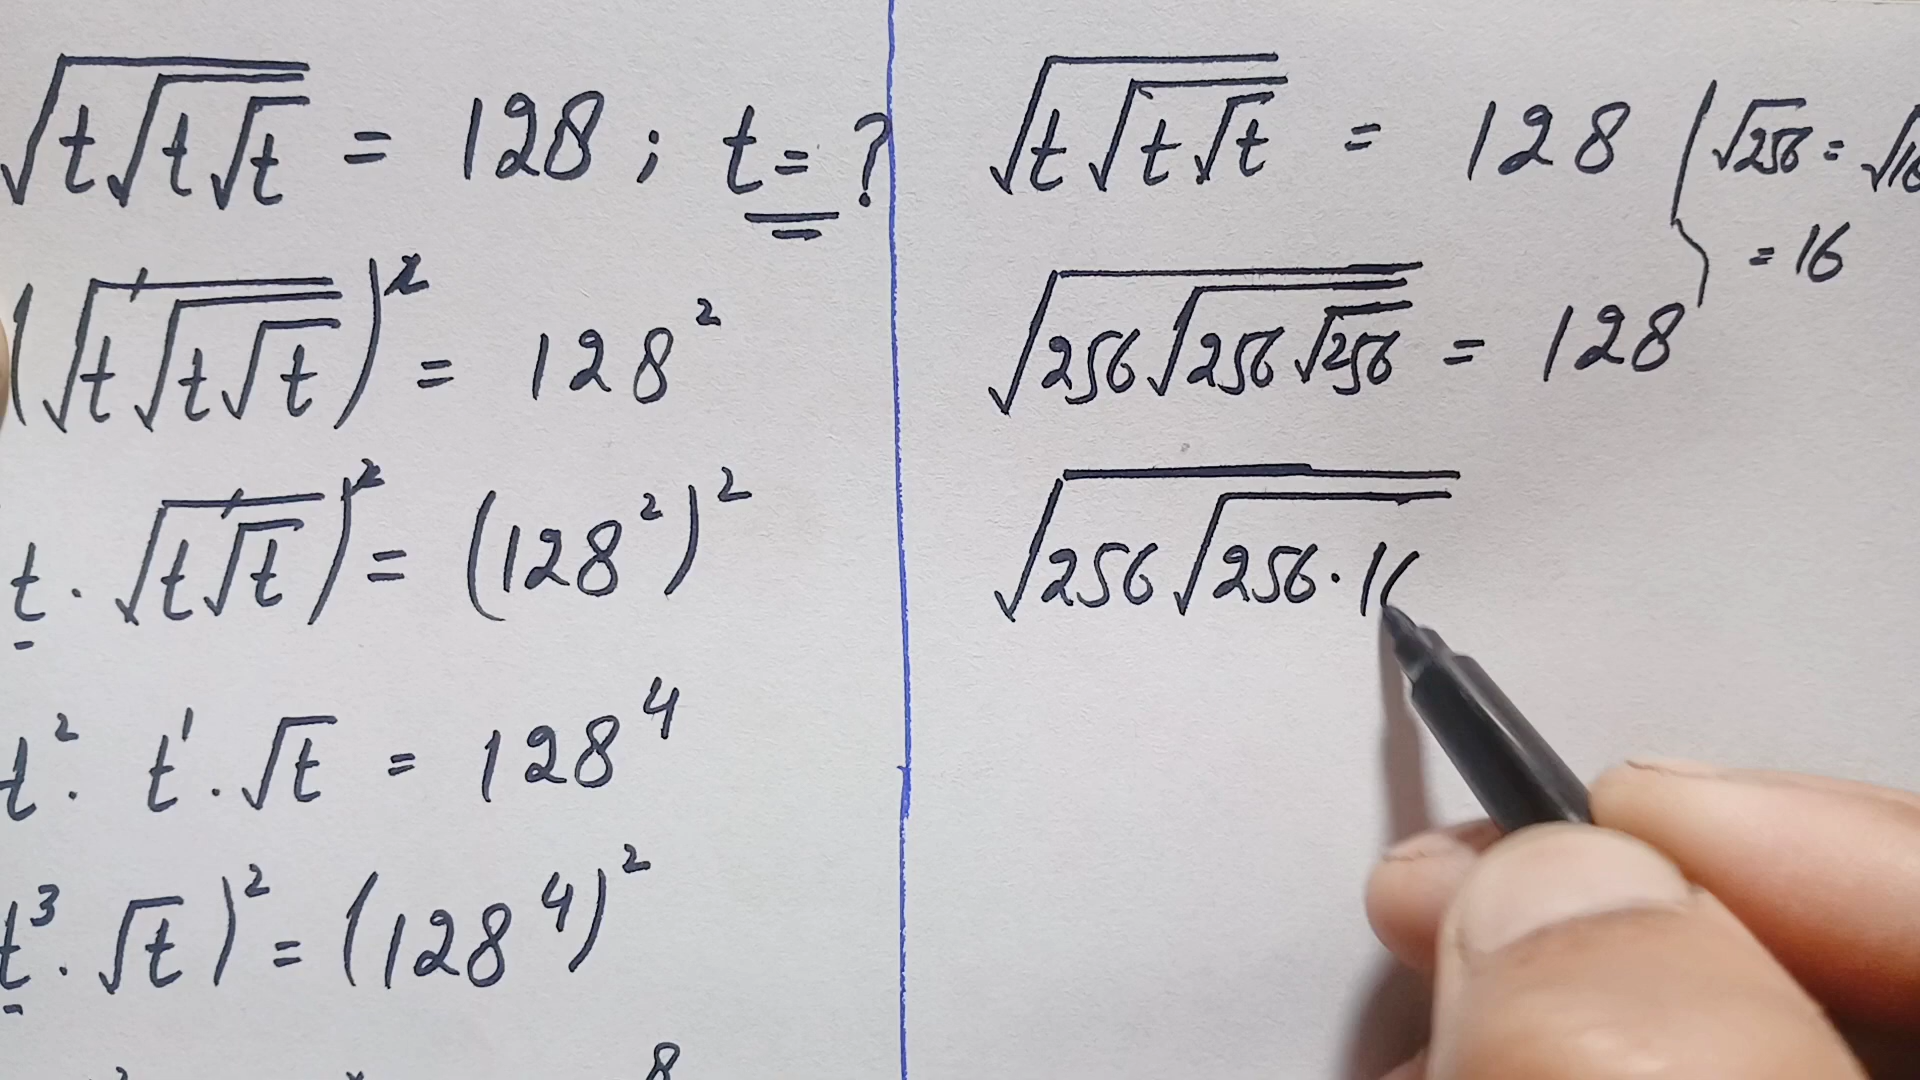 √(t√(t√t)) = 128 ; t = ?
(√(t√(t√t)))² = 128²
t · √(t√t))² = (128²)²
t² · t¹ · √t = 128⁴
t³ · √t)² = (128⁴)²
8
√(t√(t√t)) = 128
√256 = √16
= 16
√(256√(256√256)) = 128
√(256√(256 · 16